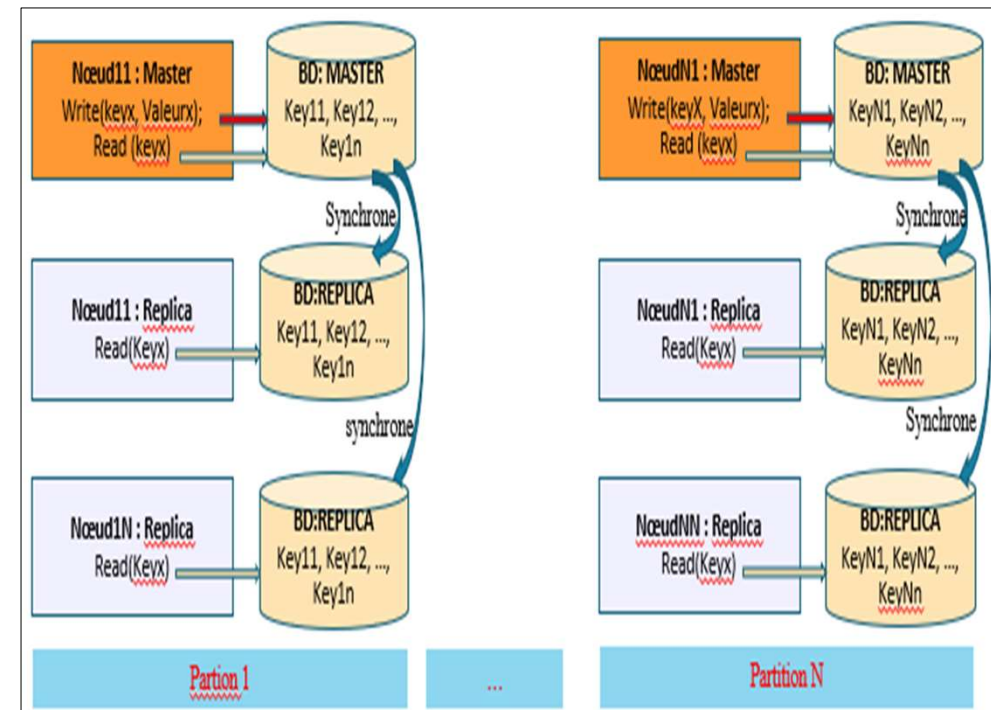 Nœud11 : Master
Write(keyx, Valeurx);
Read (keyx)
BD: MASTER
Key11, Key12, ...,
Key1n
Synchrone
Nœud11 : Replica
Read(Keyx)
BD:REPLICA
Key11, Key12, ...,
Key1n
synchrone
Nœud1N : Replica
Read(Keyx)
BD:REPLICA
Key11, Key12, ...,
Key1n
Partion 1
...
NœudN1 : Master
Write(keyX, Valeurx);
Read (keyx)
BD: MASTER
KeyN1, KeyN2, ...,
KeyNn
Synchrone
NœudN1 : Replica
Read(Keyx)
BD:REPLICA
KeyN1, KeyN2, ...,
KeyNn
Synchrone
NœudNN : Replica
Read(Keyx)
BD:REPLICA
KeyN1, KeyN2, ...,
KeyNn
Partition N